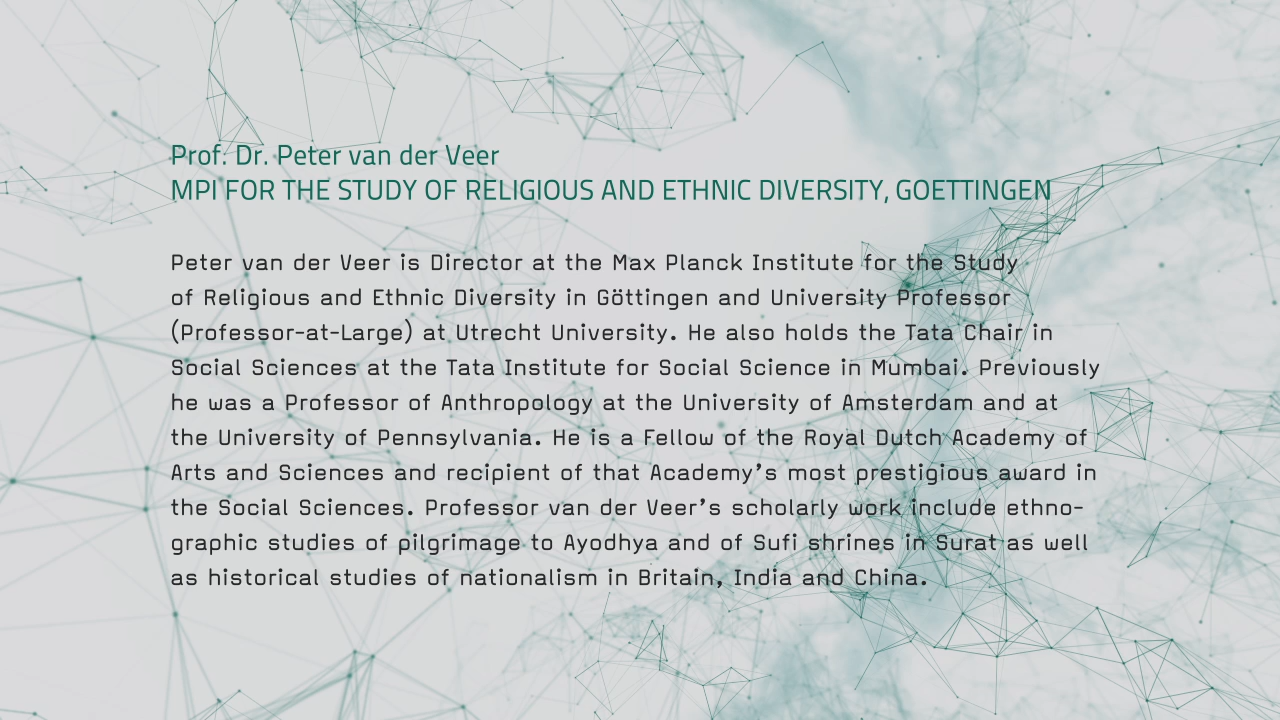 Prof. Dr. Peter van der Veer
MPI FOR THE STUDY OF RELIGIOUS AND ETHNIC DIVERSITY, GOETTINGEN
Peter van der Veer is Director at the Max Planck Institute for the Study
of Religious and Ethnic Diversity in Göttingen and University Professor
(Professor-at-Large) at Utrecht University. He also holds the Tata Chair in
Social Sciences at the Tata Institute for Social Science in Mumbai. Previously
he was a Professor of Anthropology at the University of Amsterdam and at
the University of Pennsylvania. He is a Fellow of the Royal Dutch Academy of
Arts and Sciences and recipient of that Academy’s most prestigious award in
the Social Sciences. Professor van der Veer’s scholarly work include ethno-
graphic studies of pilgrimage to Ayodhya and of Sufi shrines in Surat as well
as historical studies of nationalism in Britain, India and China.